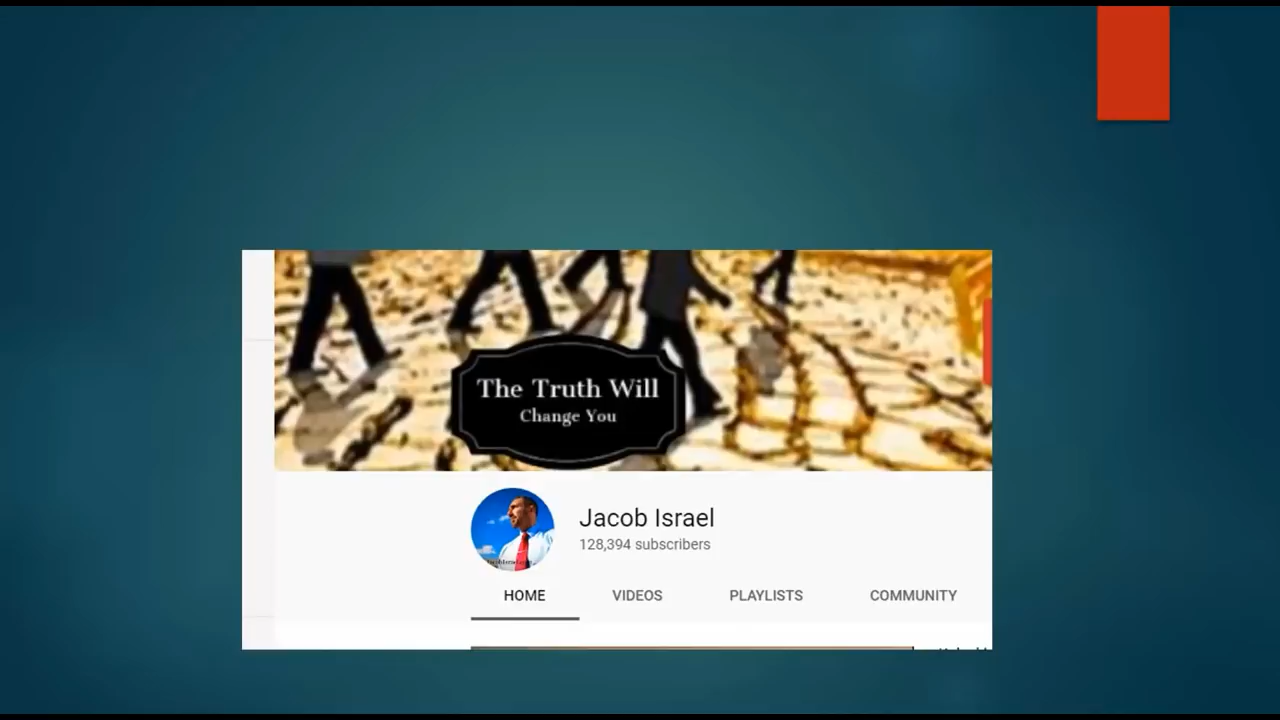 The Truth Will
Change You
Jacob Israel
128,394 subscribers
HOME VIDEOS PLAYLISTS COMMUNITY